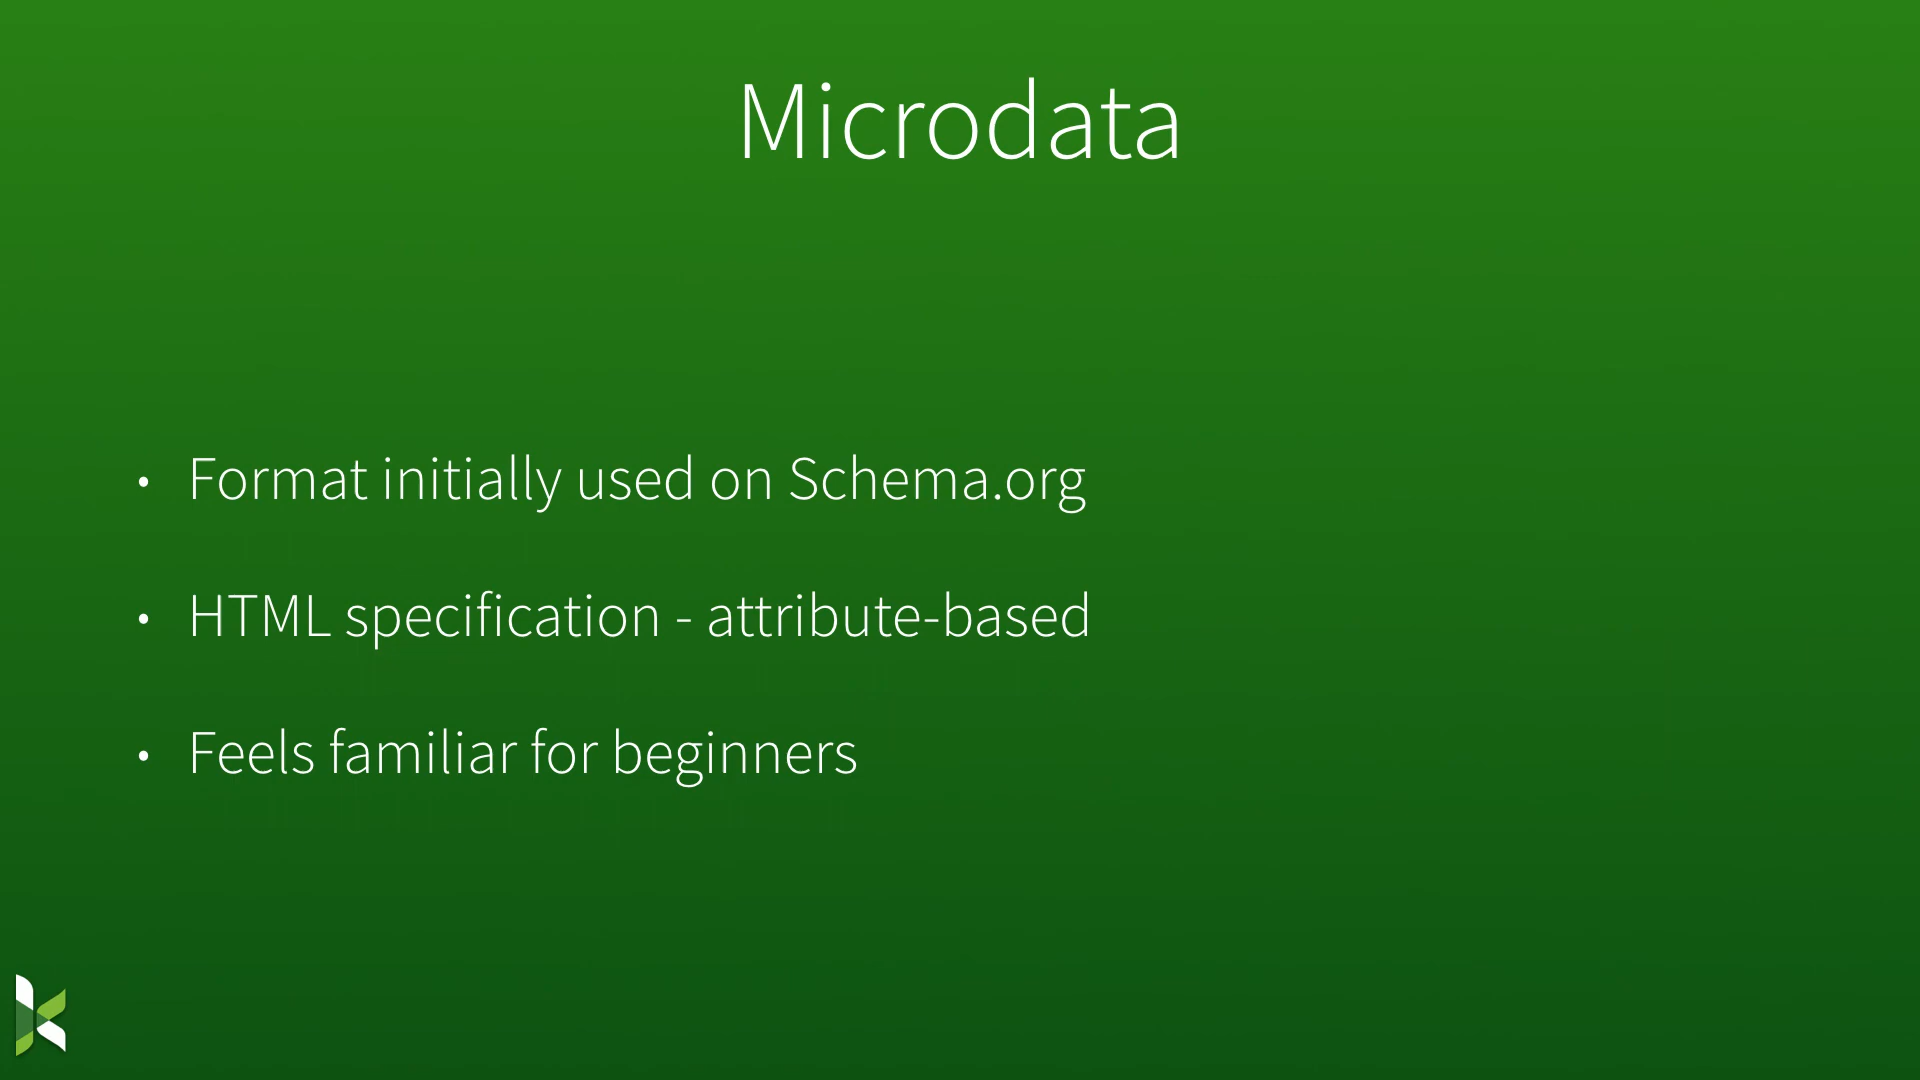 Microdata
• Format initially used on Schema.org
• HTML specification - attribute-based
• Feels familiar for beginners